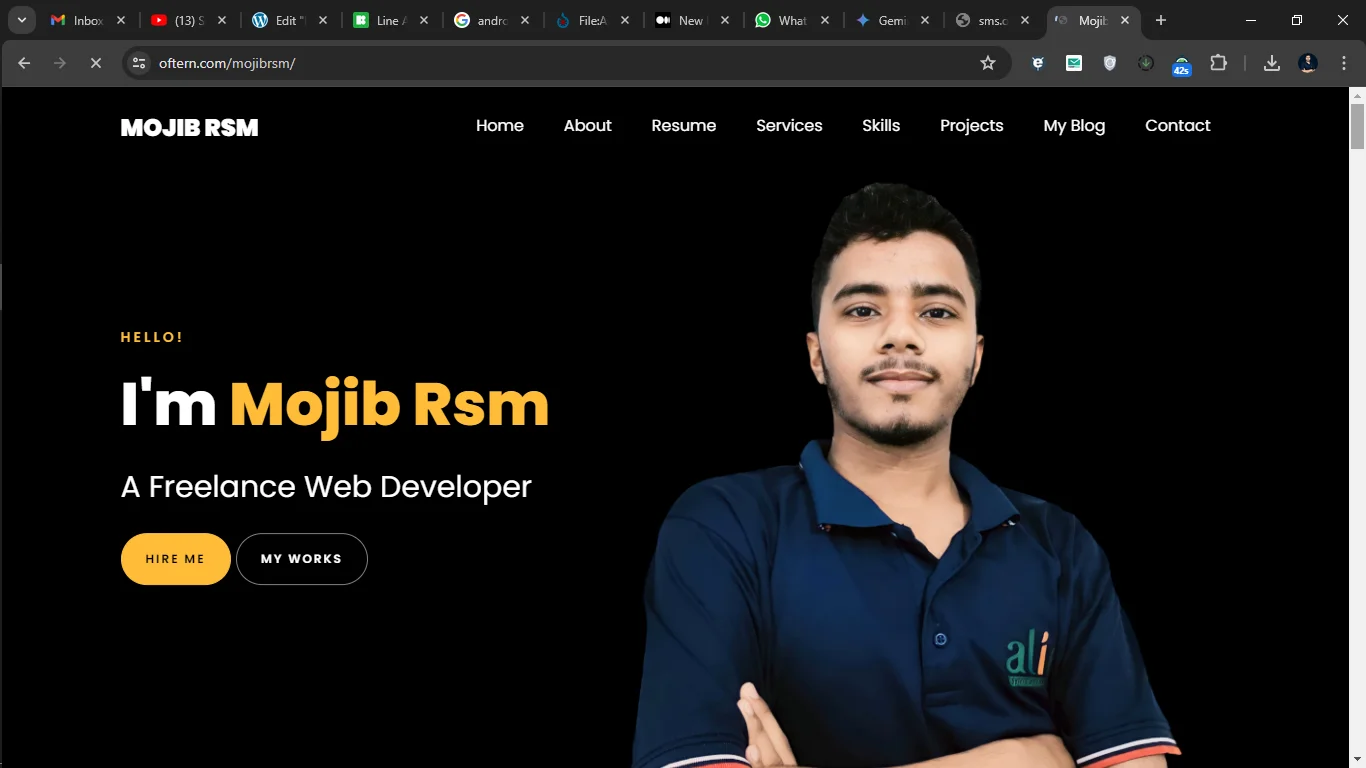 Inbox
(13) S
Edit "
Line A
andro
File:A
New
What
Gemi
sms.o
Mojib
oftern.com/mojibrsm/
42s
MOJIB RSM
Home
About
Resume
Services
Skills
Projects
My Blog
Contact
HELLO!
I'm Mojib Rsm
A Freelance Web Developer
HIRE ME
MY WORKS
ali